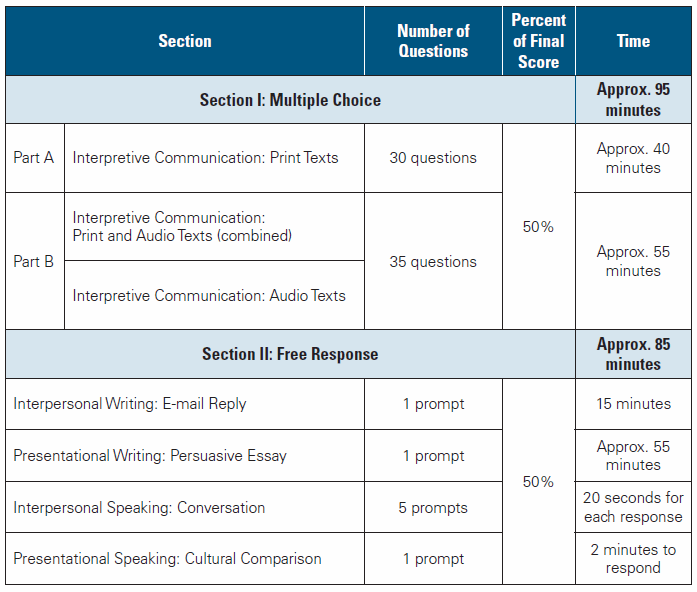 Section
Number of
Questions
Percent
of Final
Score
Time
Section I: Multiple Choice
Approx. 95
minutes
Part A
Interpretive Communication: Print Texts
30 questions
50%
Approx. 40
minutes
Part B
Interpretive Communication:
Print and Audio Texts (combined)
35 questions
Approx. 55
minutes
Interpretive Communication: Audio Texts
Section II: Free Response
Approx. 85
minutes
Interpersonal Writing: E-mail Reply
1 prompt
50%
15 minutes
Presentational Writing: Persuasive Essay
1 prompt
Approx. 55
minutes
Interpersonal Speaking: Conversation
5 prompts
20 seconds for
each response
Presentational Speaking: Cultural Comparison
1 prompt
2 minutes to
respond